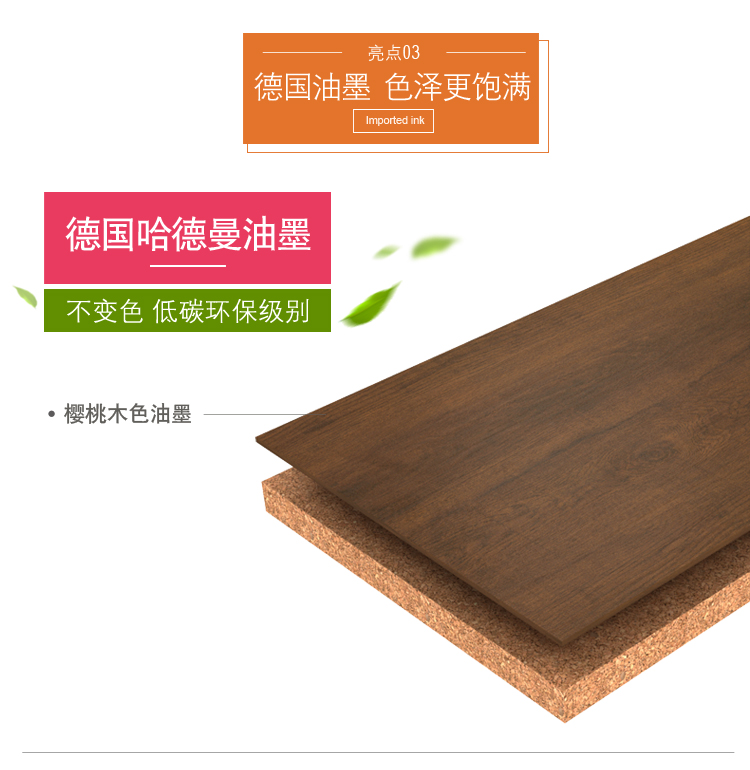 亮点03
德国油墨 色泽更饱满
Imported ink
德国哈德曼油墨
不变色 低碳环保级别
• 樱桃木色油墨